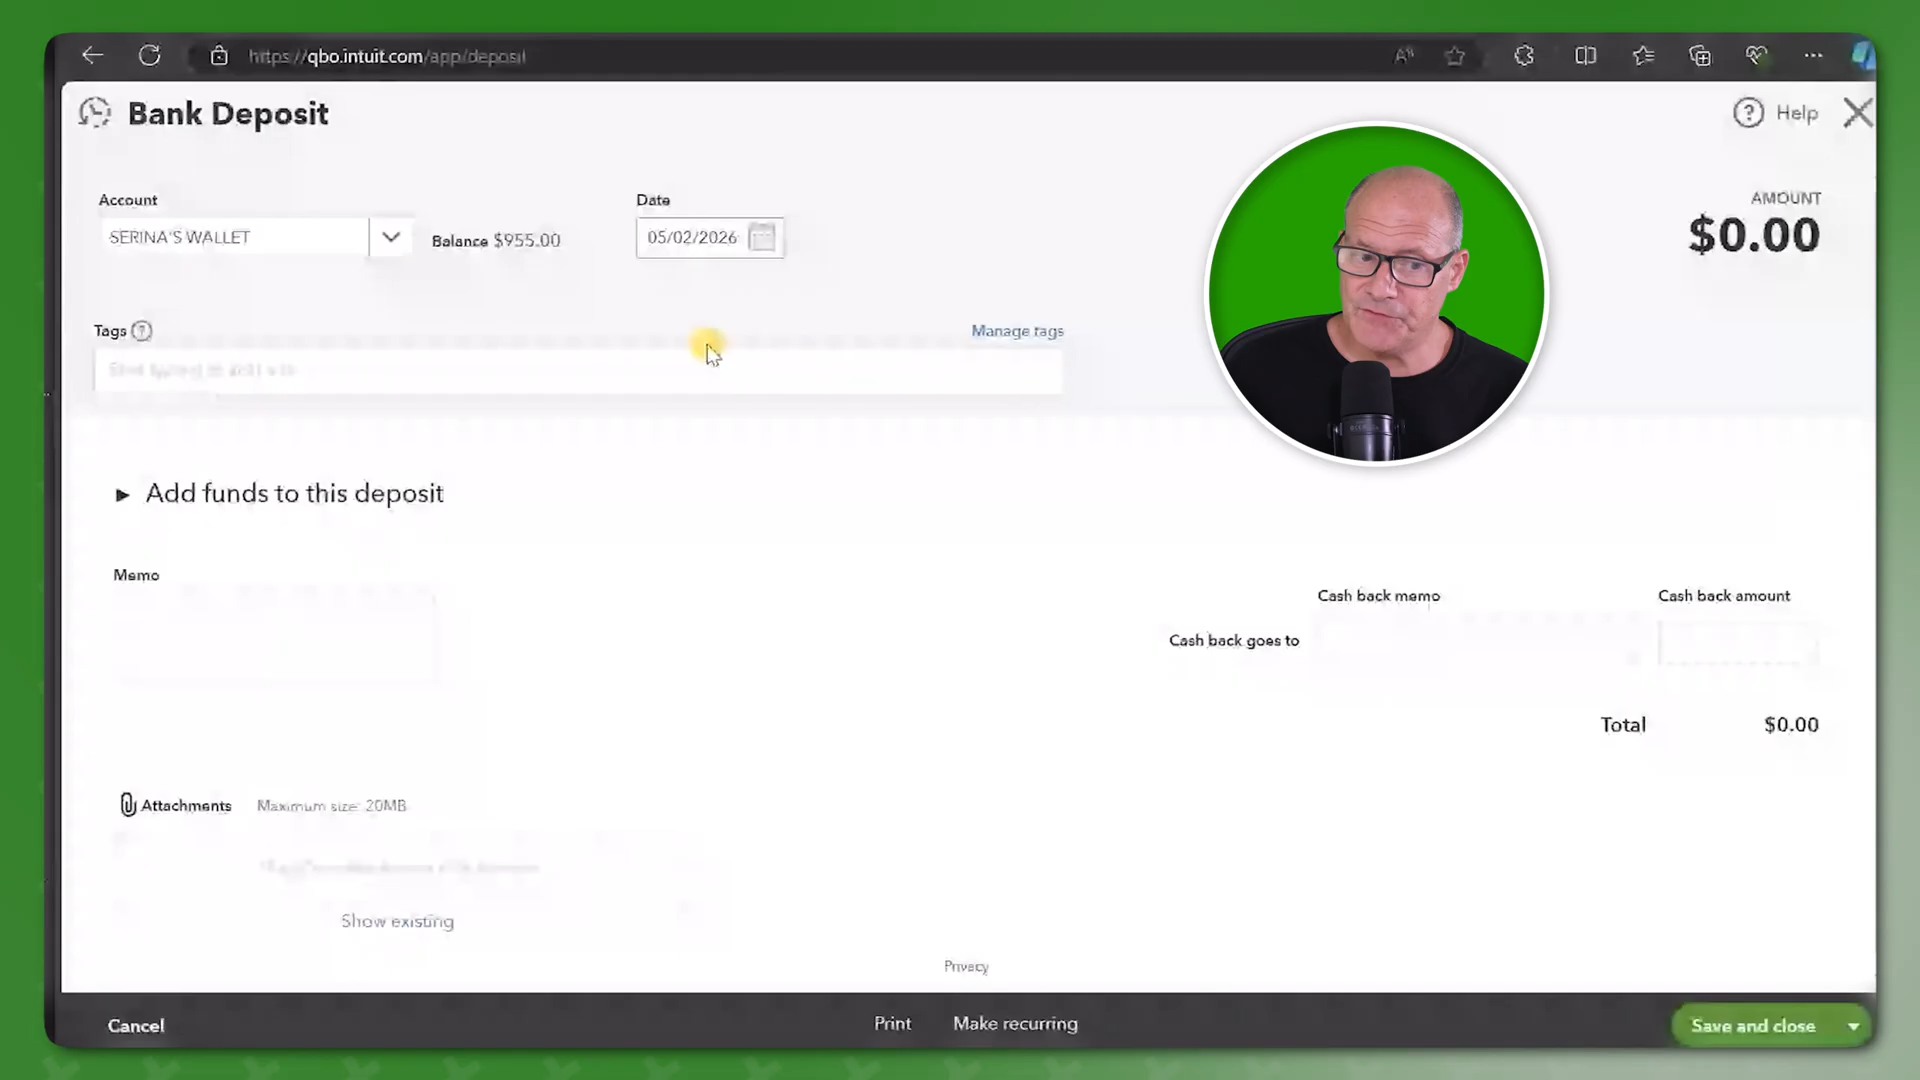 https://qbo.intuit.com/app/deposit
Bank Deposit
Help
Account
Date
AMOUNT
SERINA'S WALLET
Balance $955.00
05/02/2026
$0.00
Tags
Manage tags
Add funds to this deposit
Memo
Cash back memo
Cash back amount
Cash back goes to
Total
$0.00
Attachments
Maximum size: 20MB
Show existing
Privacy
Cancel
Print
Make recurring
Save and close